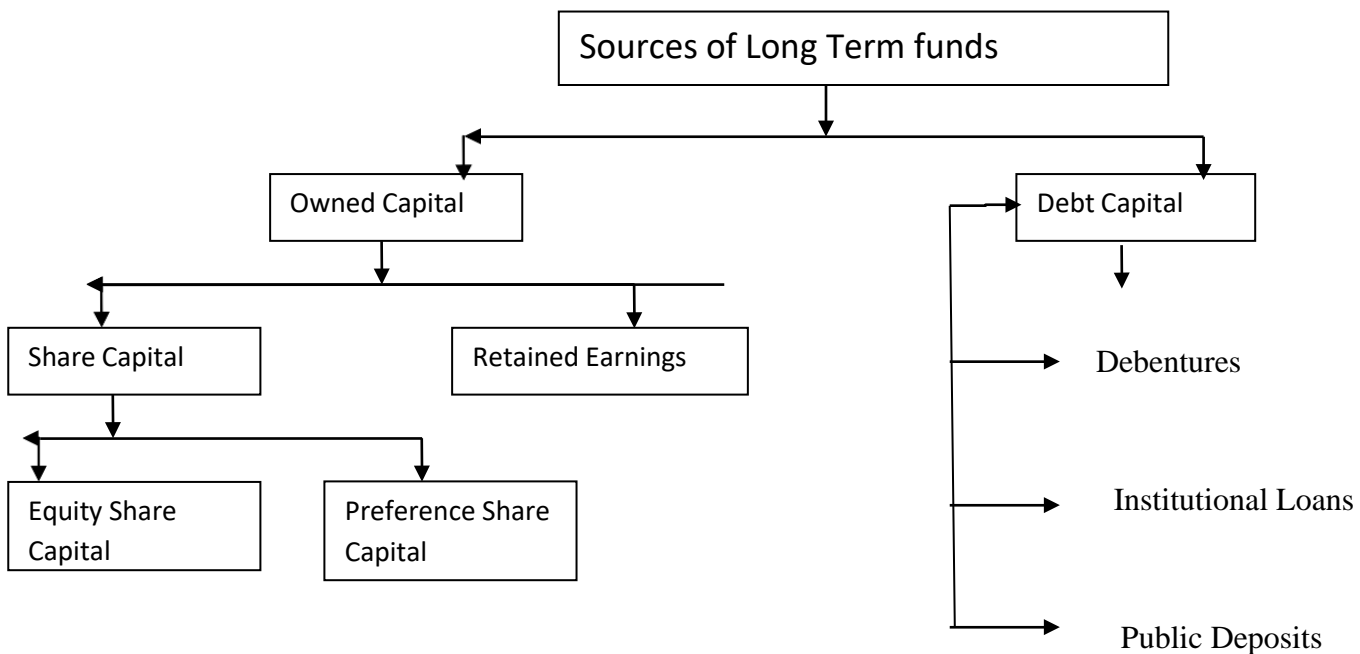 Sources of Long Term funds
Owned Capital
Debt Capital
Share Capital
Retained Earnings
Debentures
Equity Share
Capital
Preference Share
Capital
Institutional Loans
Public Deposits